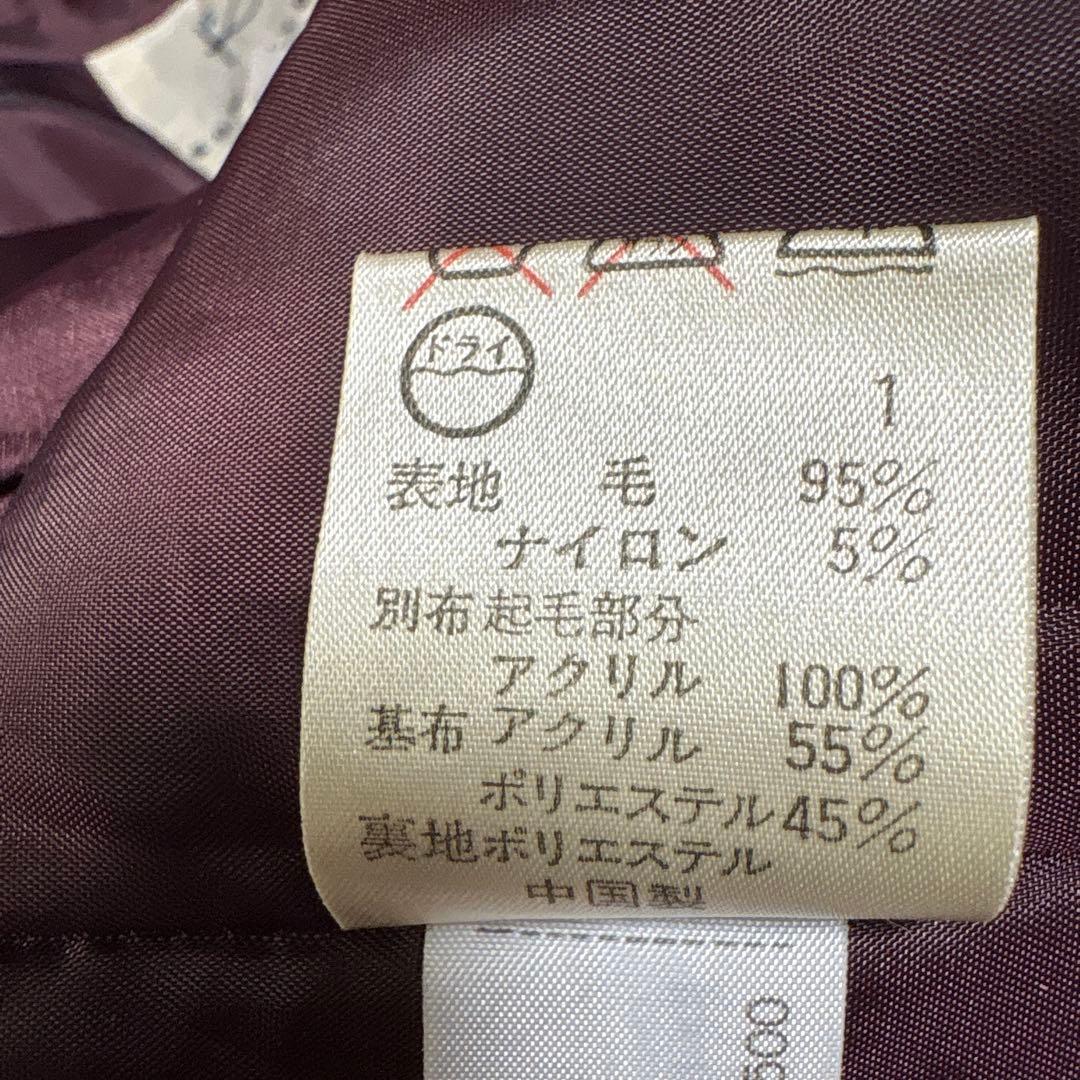 ドライ
1
表地 毛 95%
ナイロン 5%
別布 起毛部分
アクリル 100%
基布 アクリル 55%
ポリエステル 45%
裏地 ポリエステル
中国製
500